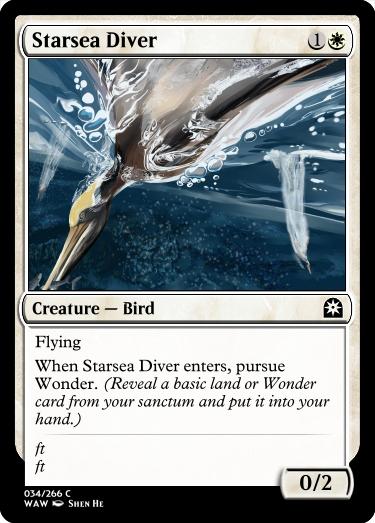 Starsea Diver 1
Creature — Bird
Flying
When Starsea Diver enters, pursue
Wonder. (Reveal a basic land or Wonder
card from your sanctum and put it into your
hand.)
ft
ft
0/2
034/266 C
WAW Shen He